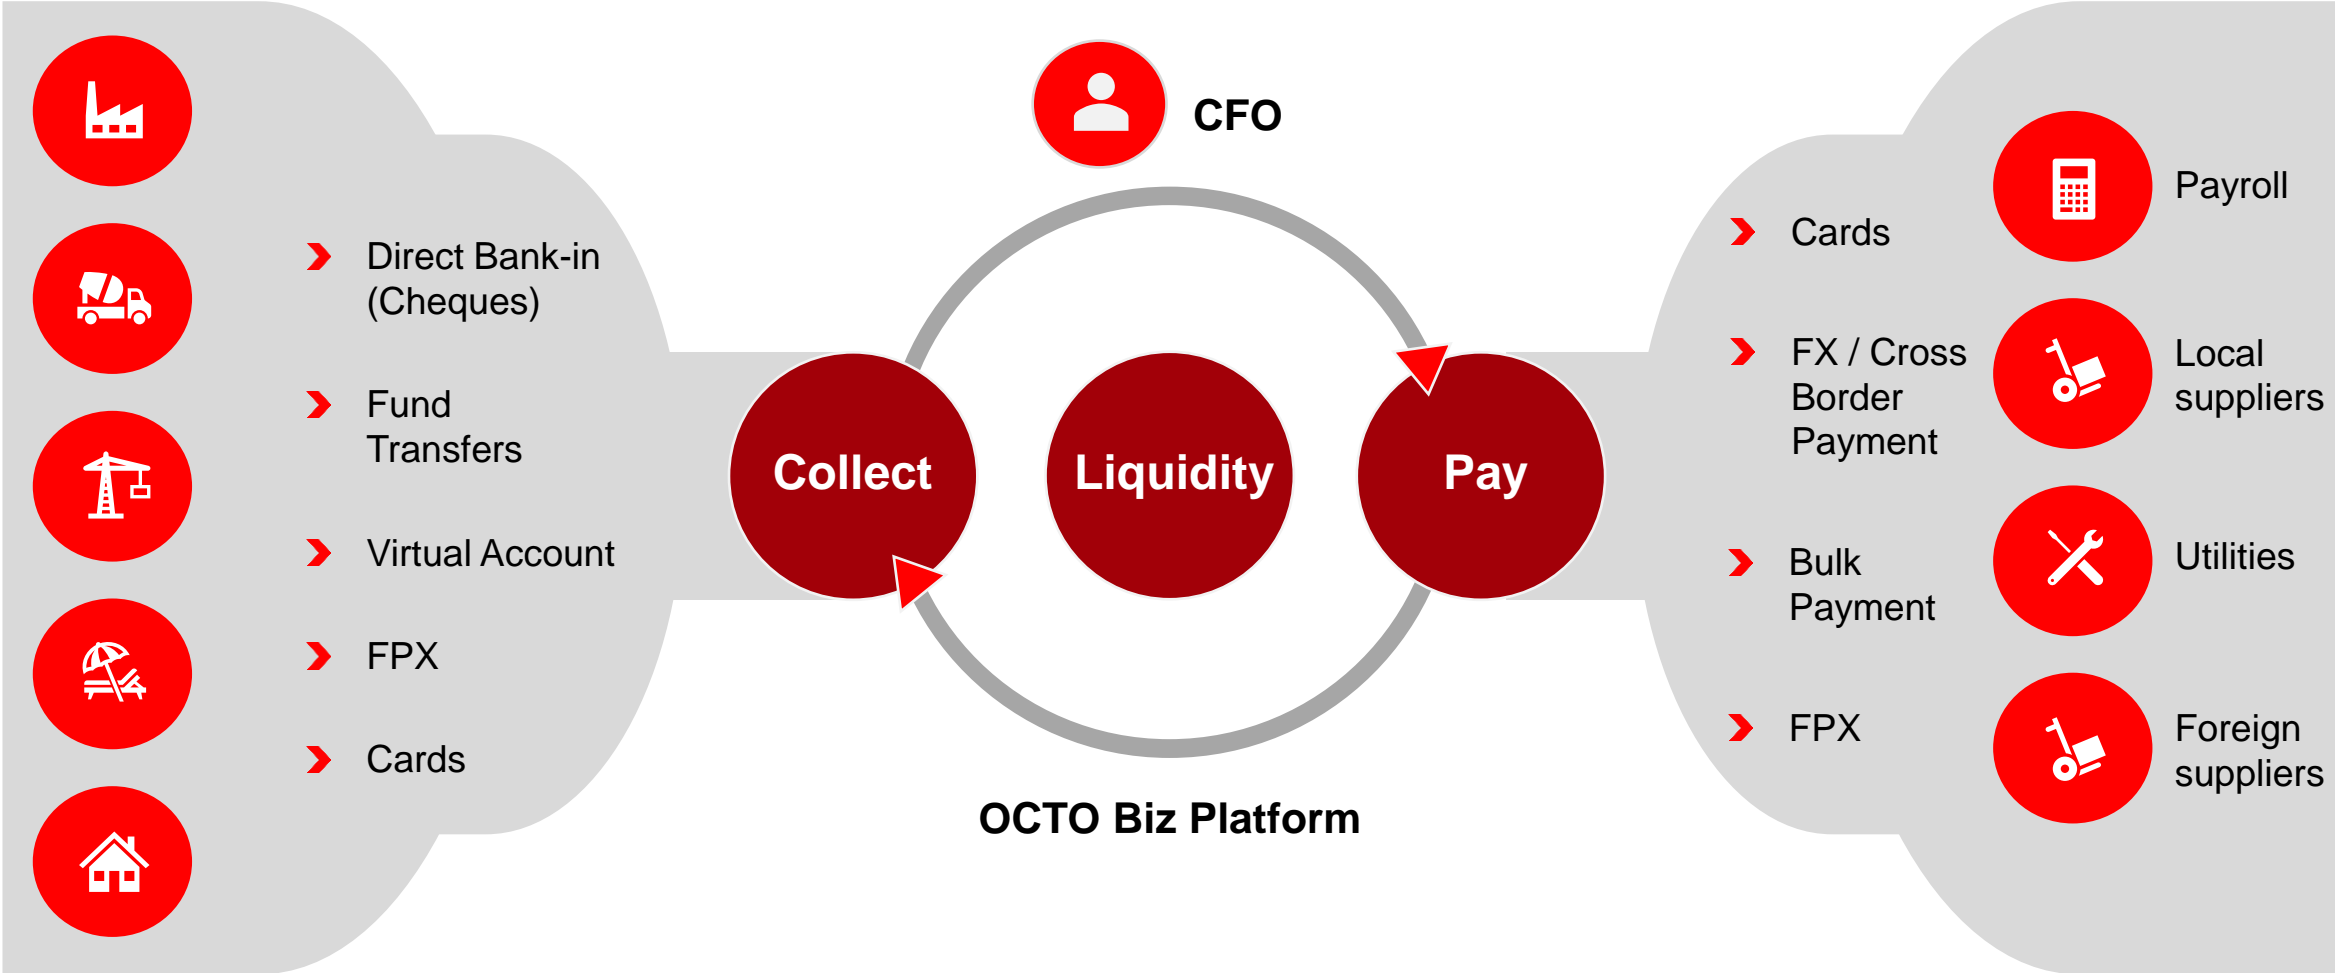 CFO
Direct Bank-in
(Cheques)
Fund
Transfers
Virtual Account
FPX
Cards
Collect
Liquidity
Pay
OCTO Biz Platform
Cards
FX / Cross
Border
Payment
Bulk
Payment
FPX
Payroll
Local
suppliers
Utilities
Foreign
suppliers